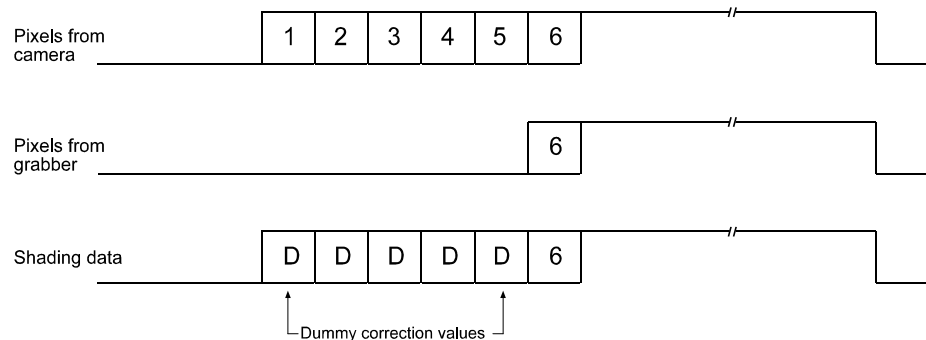 Pixels from
camera
1 2 3 4 5 6
Pixels from
grabber
6
Shading data
D D D D D 6
Dummy correction values